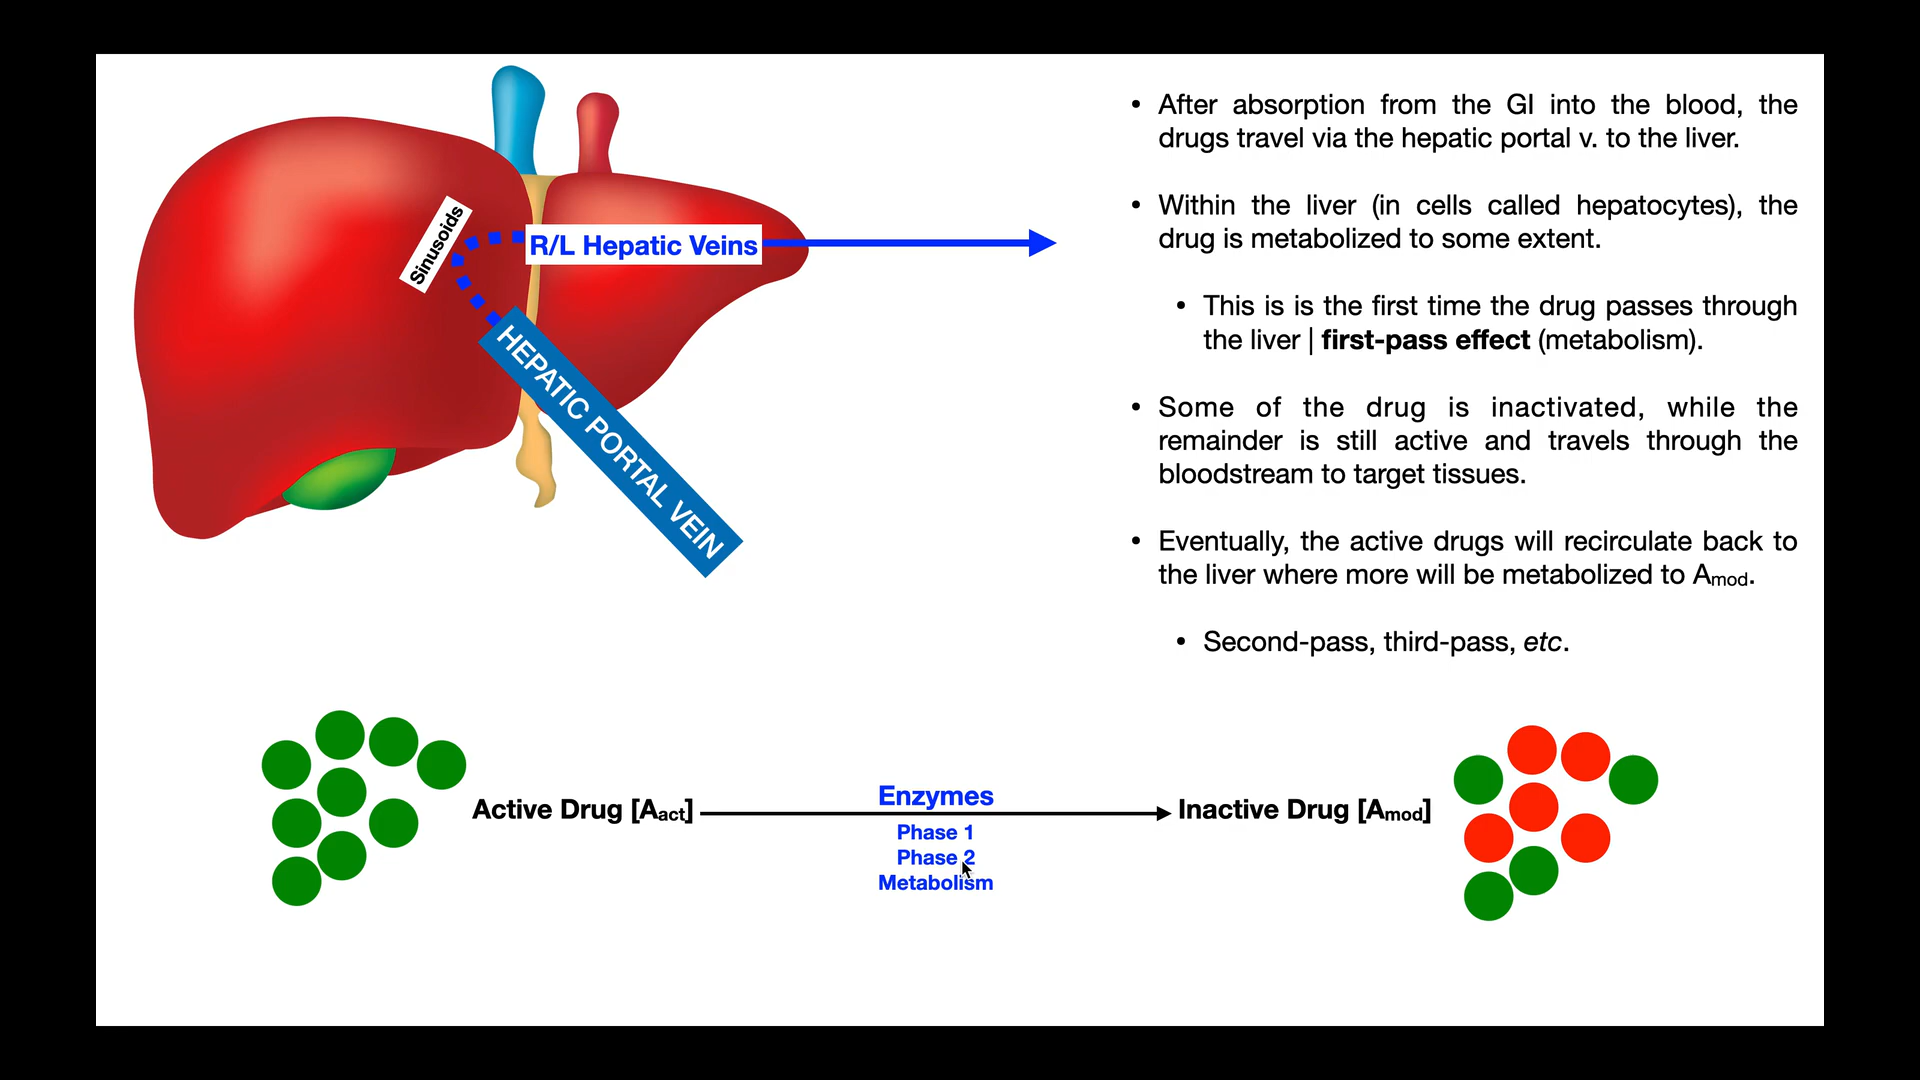 Sinusoids
R/L Hepatic Veins
HEPATIC PORTAL VEIN
• After absorption from the GI into the blood, the
drugs travel via the hepatic portal v. to the liver.
• Within the liver (in cells called hepatocytes), the
drug is metabolized to some extent.
• This is is the first time the drug passes through
the liver | first-pass effect (metabolism).
• Some of the drug is inactivated, while the
remainder is still active and travels through the
bloodstream to target tissues.
• Eventually, the active drugs will recirculate back to
the liver where more will be metabolized to Amod.
• Second-pass, third-pass, etc.
Active Drug [Aact]
Enzymes
Phase 1
Phase 2
Metabolism
Inactive Drug [Amod]